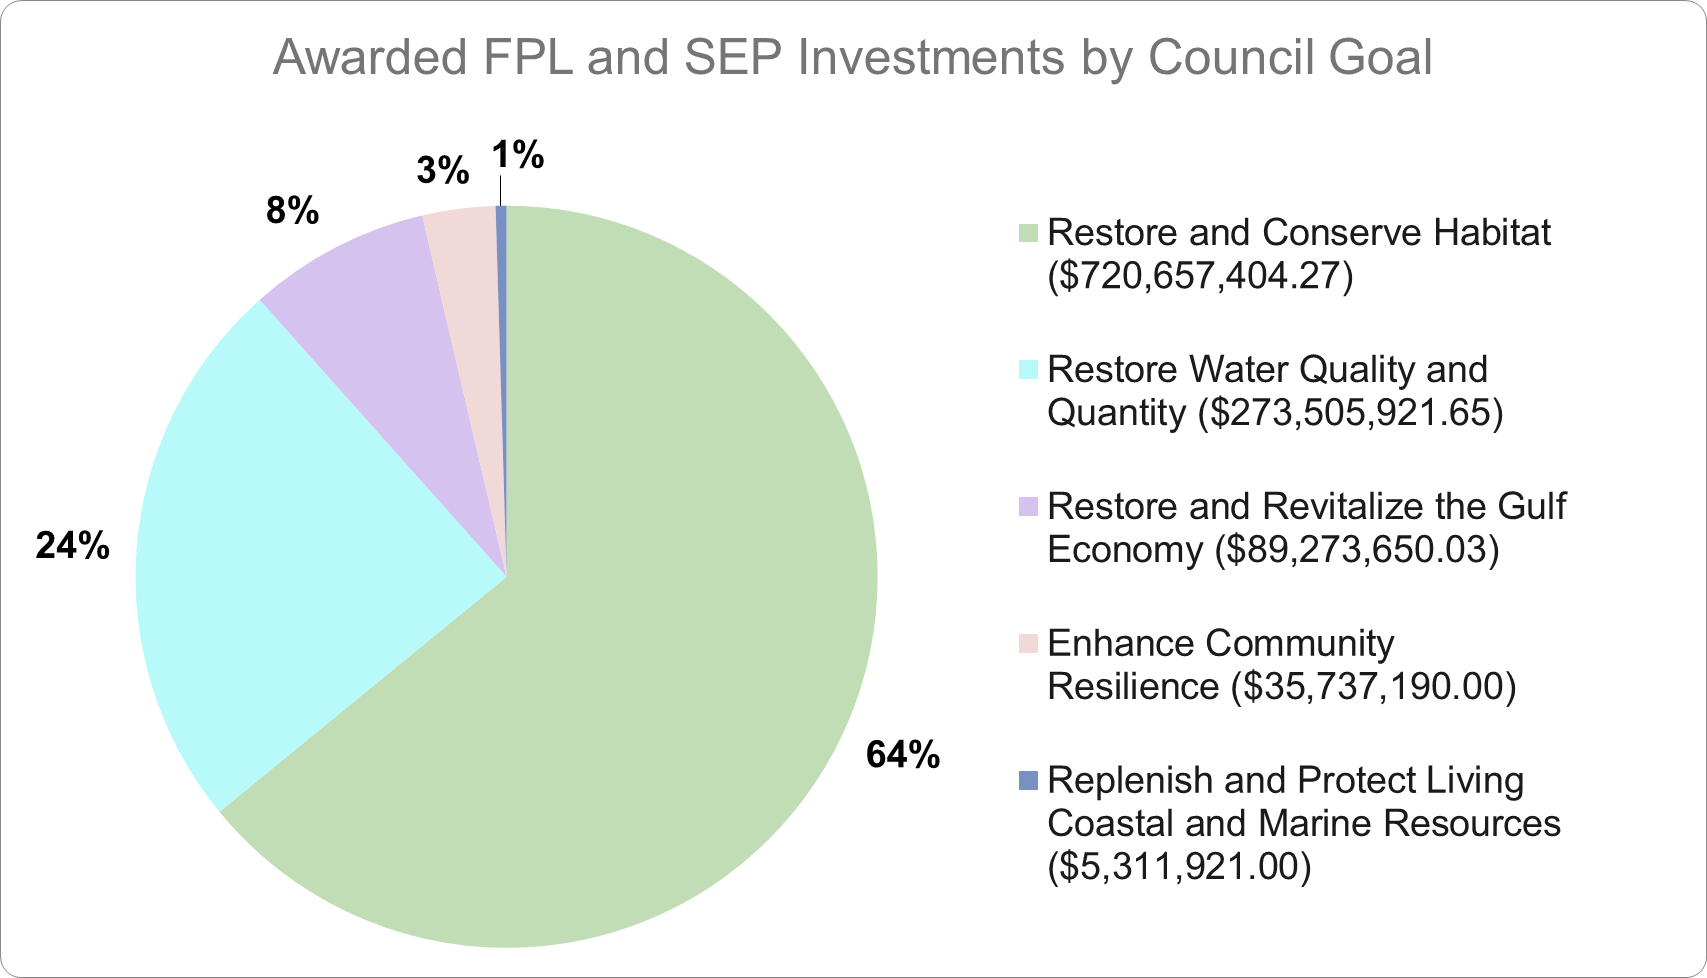 Awarded FPL and SEP Investments by Council Goal
1%
3%
8%
24%
64%
Restore and Conserve Habitat
($720,657,404.27)
Restore Water Quality and
Quantity ($273,505,921.65)
Restore and Revitalize the Gulf
Economy ($89,273,650.03)
Enhance Community
Resilience ($35,737,190.00)
Replenish and Protect Living
Coastal and Marine Resources
($5,311,921.00)